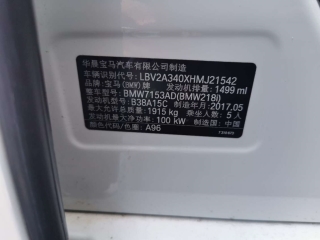 华晨宝马汽车有限公司制造
车辆识别代号：LBV2A340XHMJ21542
品牌：宝马(BMW)牌 发动机排量：1499 ml
整车型号：BMW7153AD(BMW218i)
发动机型号：B38A15C 制造年月：2017.05
最大允许总质量：1915 kg 乘坐人数：5 人
发动机最大净功率：100 kW 制造国：中国
颜色代码/色番：A96